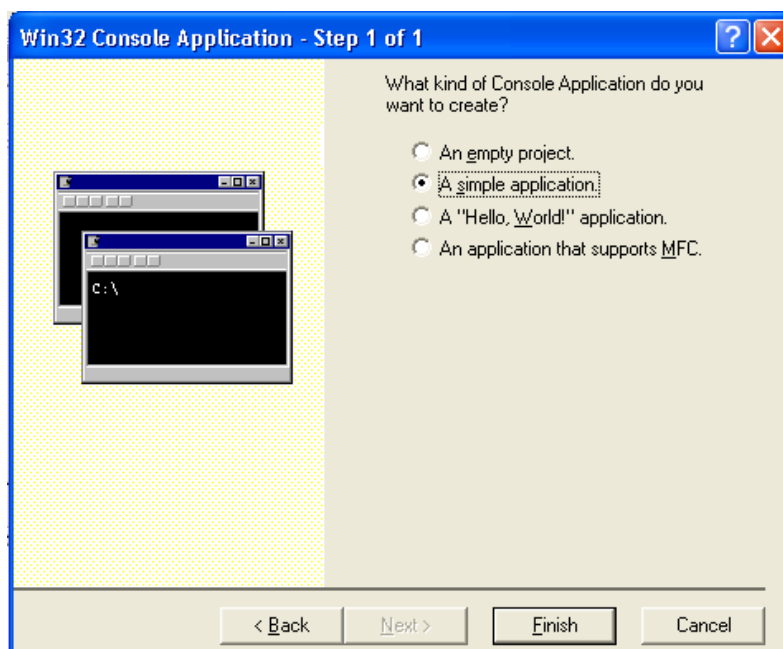 Win32 Console Application - Step 1 of 1
What kind of Console Application do you
want to create?
An empty project.
A simple application.
A "Hello, World!" application.
An application that supports MFC.
C:\
< Back
Next >
Finish
Cancel